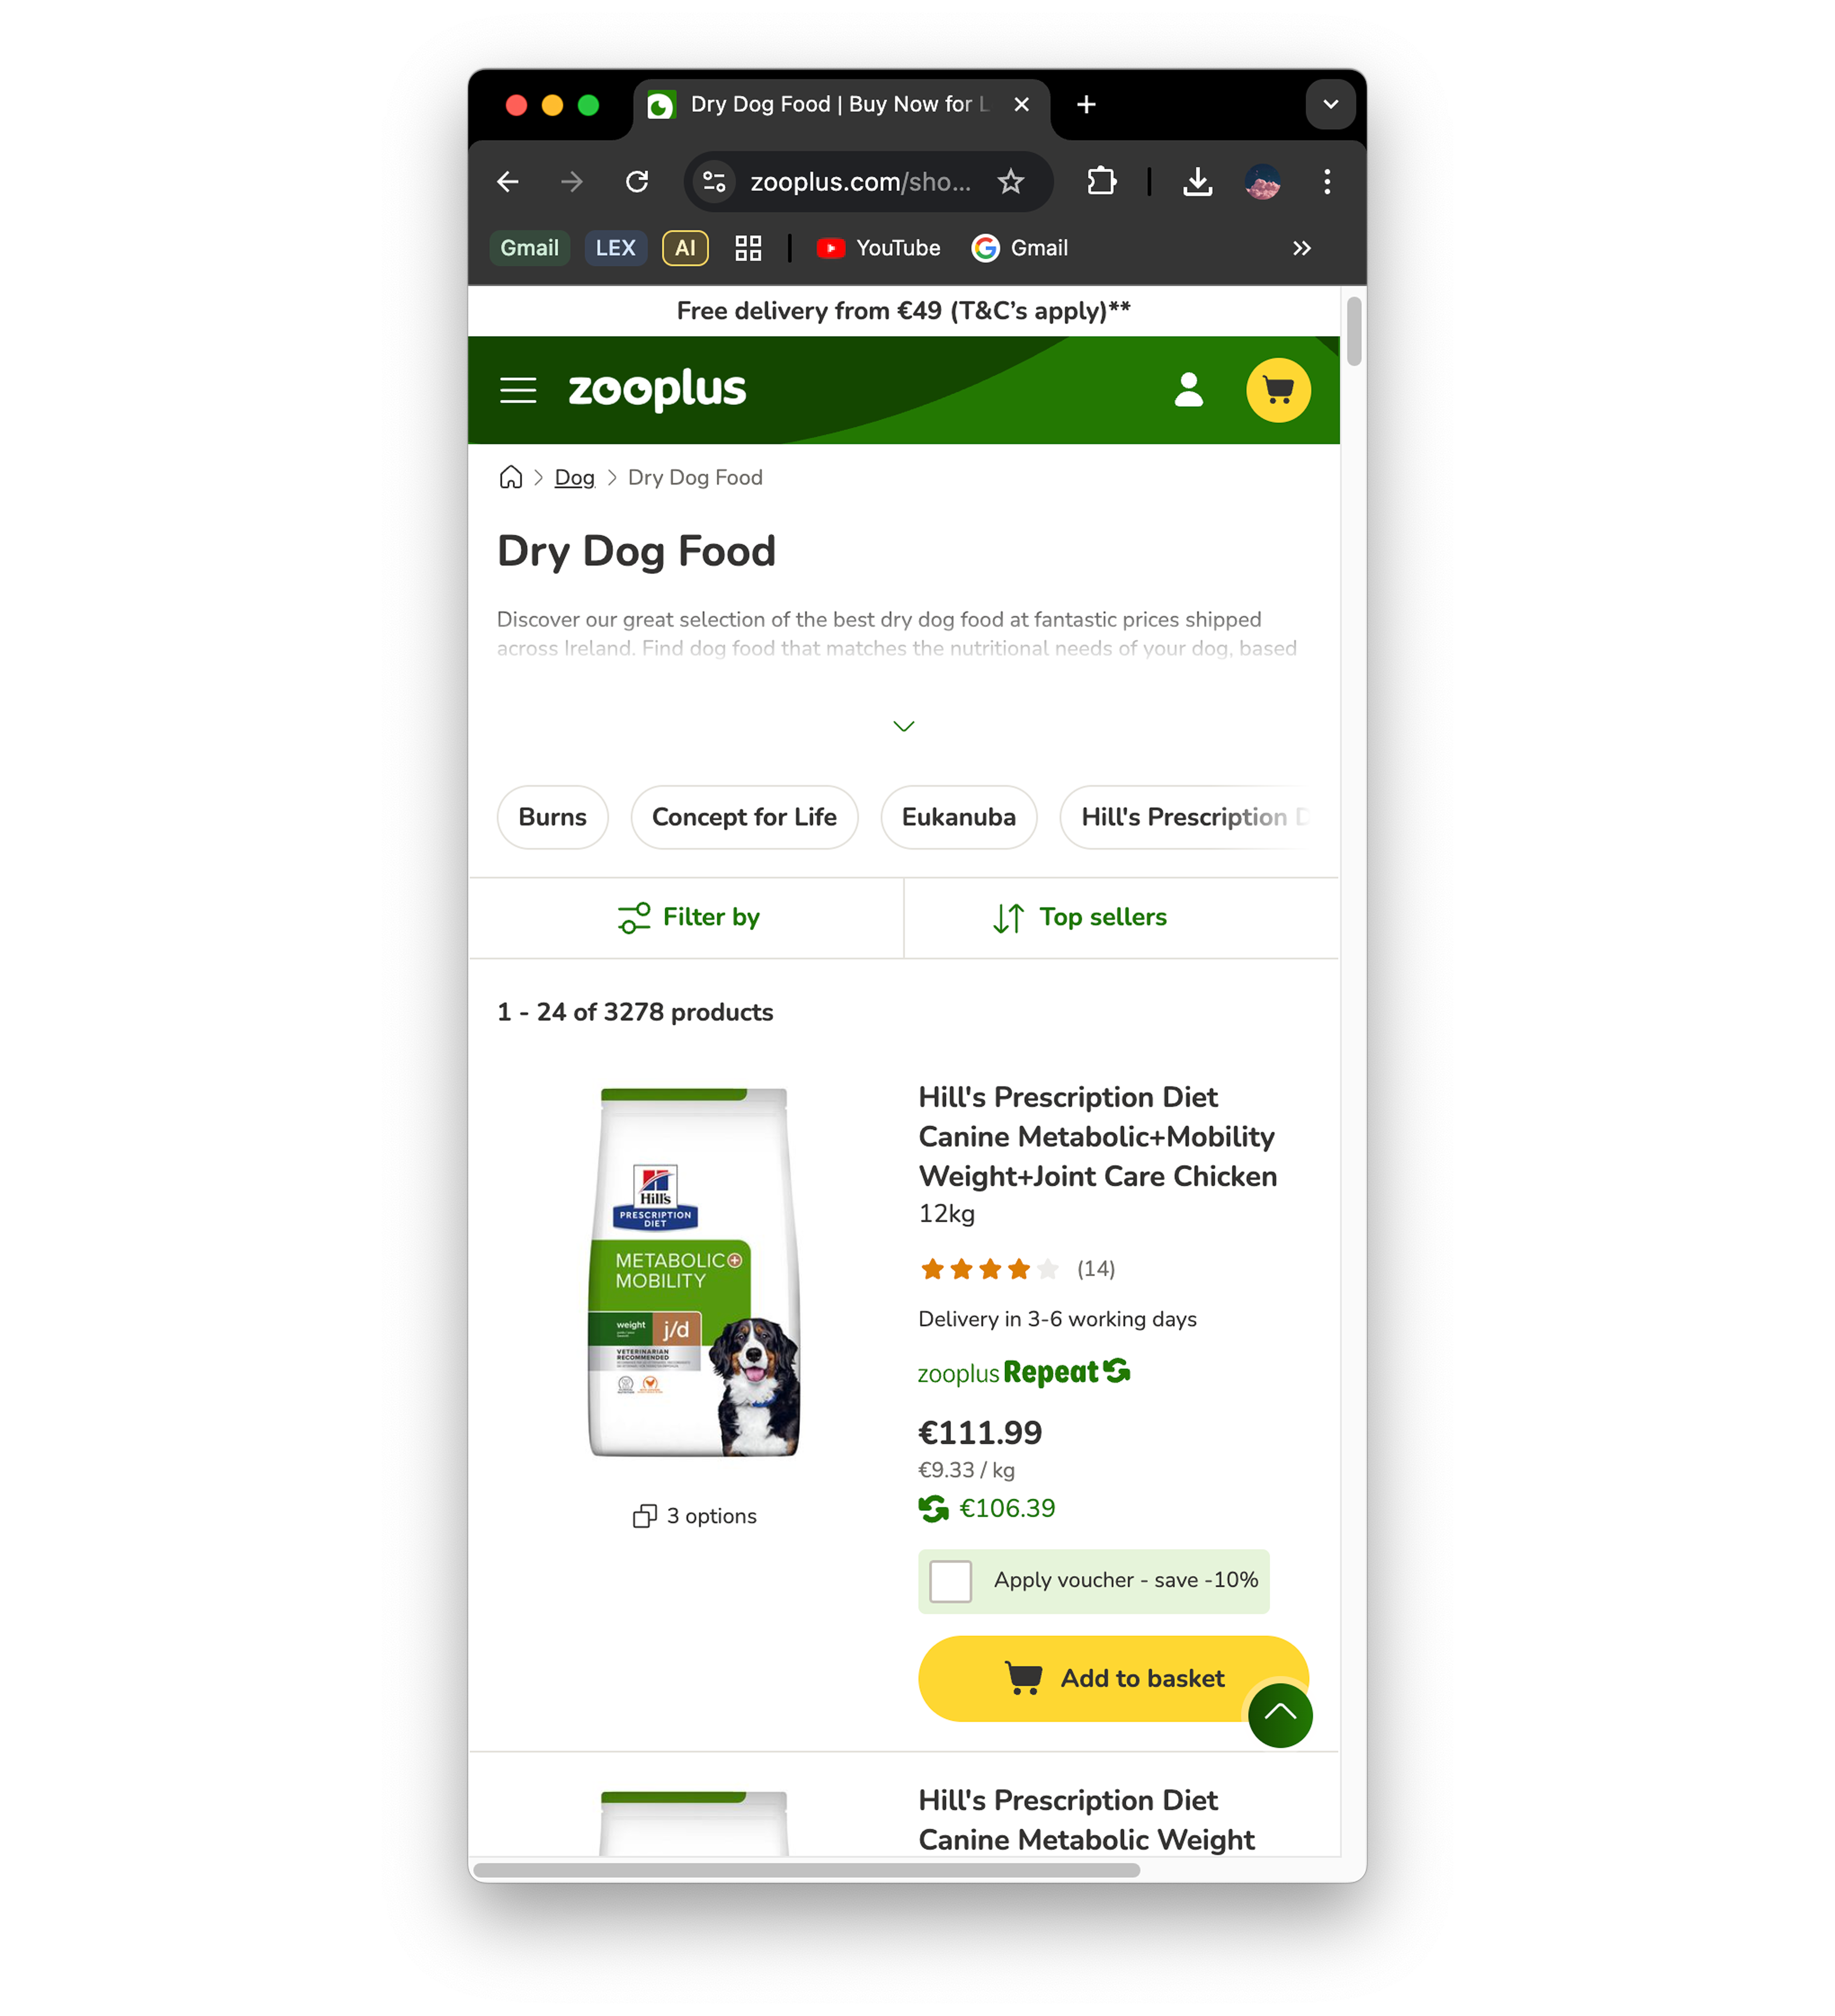 Dry Dog Food | Buy Now for L
zooplus.com/sho...
Gmail LEX AI YouTube Gmail
Free delivery from €49 (T&C’s apply)**
zooplus
Dog Dry Dog Food
Dry Dog Food
Discover our great selection of the best dry dog food at fantastic prices shipped
across Ireland. Find dog food that matches the nutritional needs of your dog, based
Burns Concept for Life Eukanuba Hill's Prescription D
Filter by Top sellers
1 - 24 of 3278 products
Hill's
PRESCRIPTION
DIET
METABOLIC+
MOBILITY
weight
j/d
VETERINARIAN
RECOMMENDED
3 options
Hill's Prescription Diet
Canine Metabolic+Mobility
Weight+Joint Care Chicken
12kg
(14)
Delivery in 3-6 working days
zooplus Repeat
€111.99
€9.33 / kg
€106.39
Apply voucher - save -10%
Add to basket
Hill's Prescription Diet
Canine Metabolic Weight